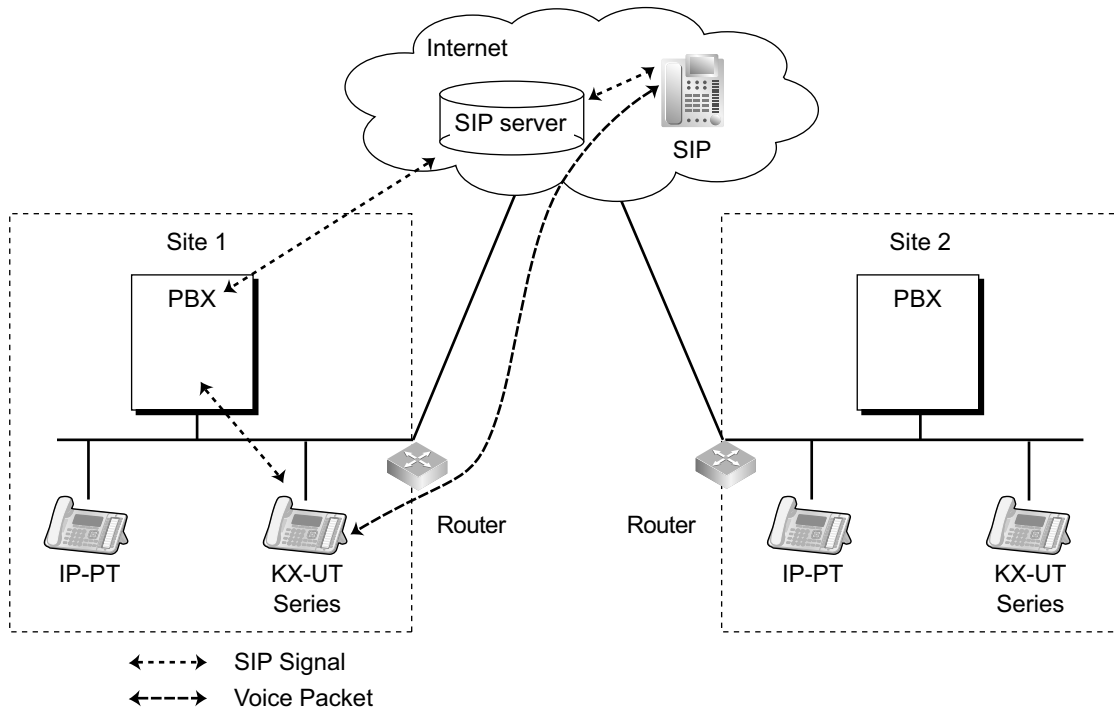 Internet
SIP server
SIP
Site 1
Site 2
PBX
PBX
Router
Router
IP-PT
KX-UT
Series
IP-PT
KX-UT
Series
SIP Signal
Voice Packet